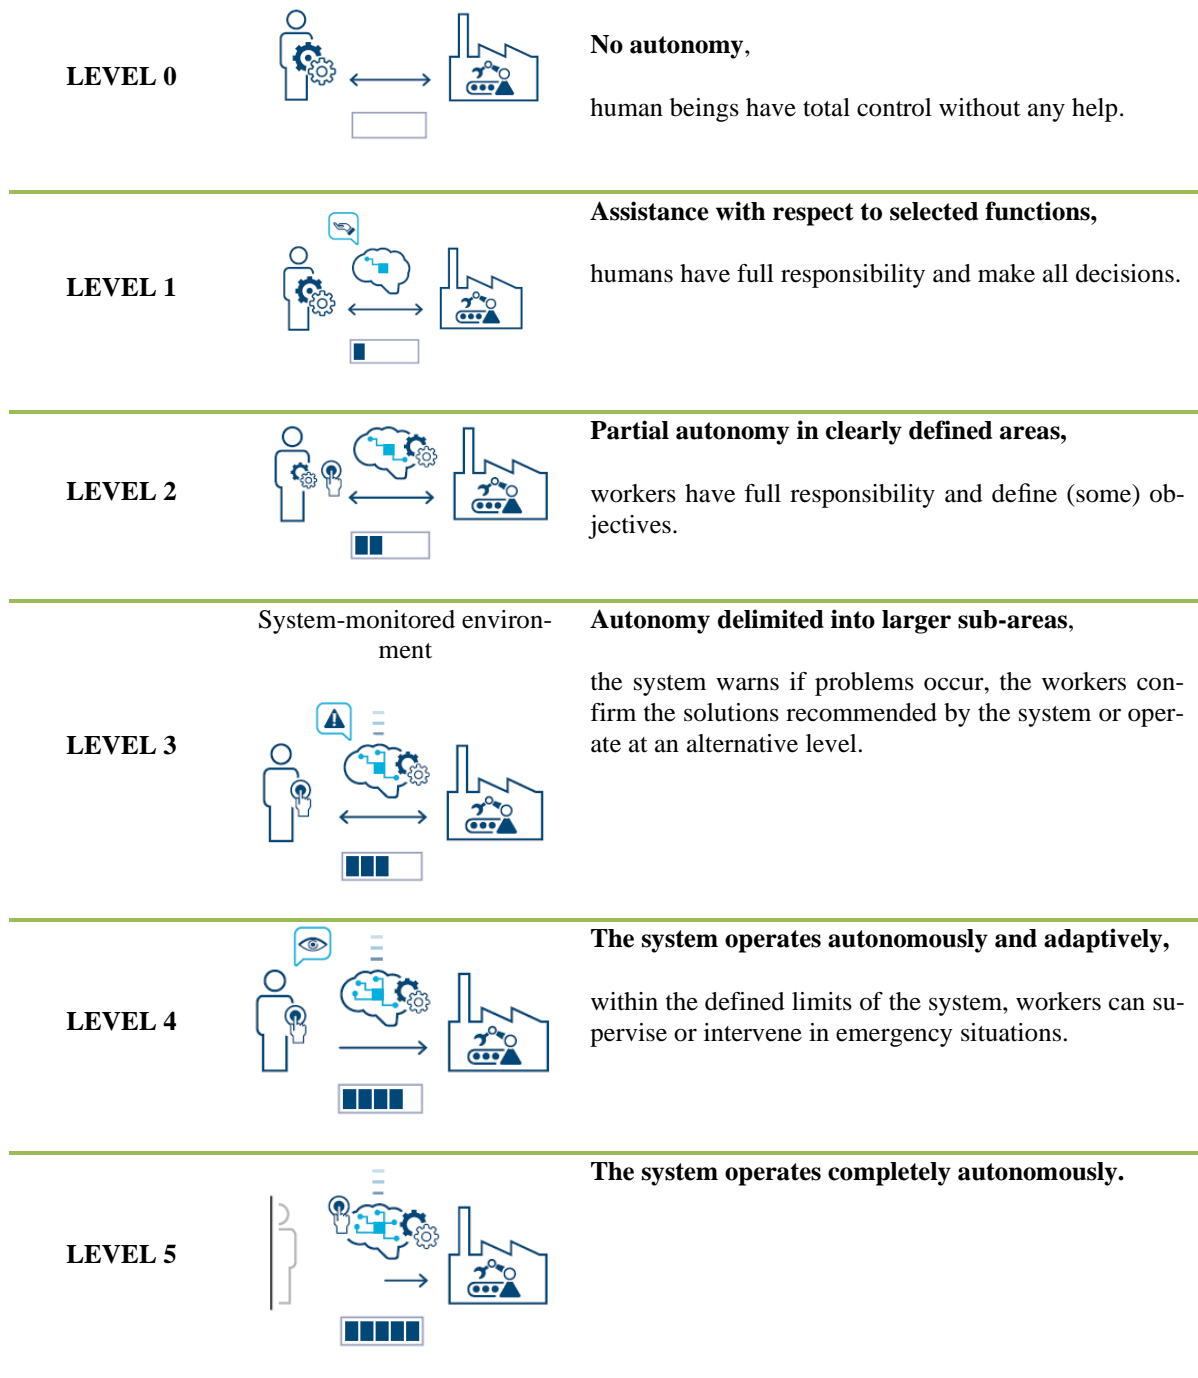 LEVEL 0
No autonomy,
human beings have total control without any help.
LEVEL 1
Assistance with respect to selected functions,
humans have full responsibility and make all decisions.
LEVEL 2
Partial autonomy in clearly defined areas,
workers have full responsibility and define (some) ob-
jectives.
LEVEL 3
System-monitored environ-
ment
Autonomy delimited into larger sub-areas,
the system warns if problems occur, the workers con-
firm the solutions recommended by the system or oper-
ate at an alternative level.
LEVEL 4
The system operates autonomously and adaptively,
within the defined limits of the system, workers can su-
pervise or intervene in emergency situations.
LEVEL 5
The system operates completely autonomously.